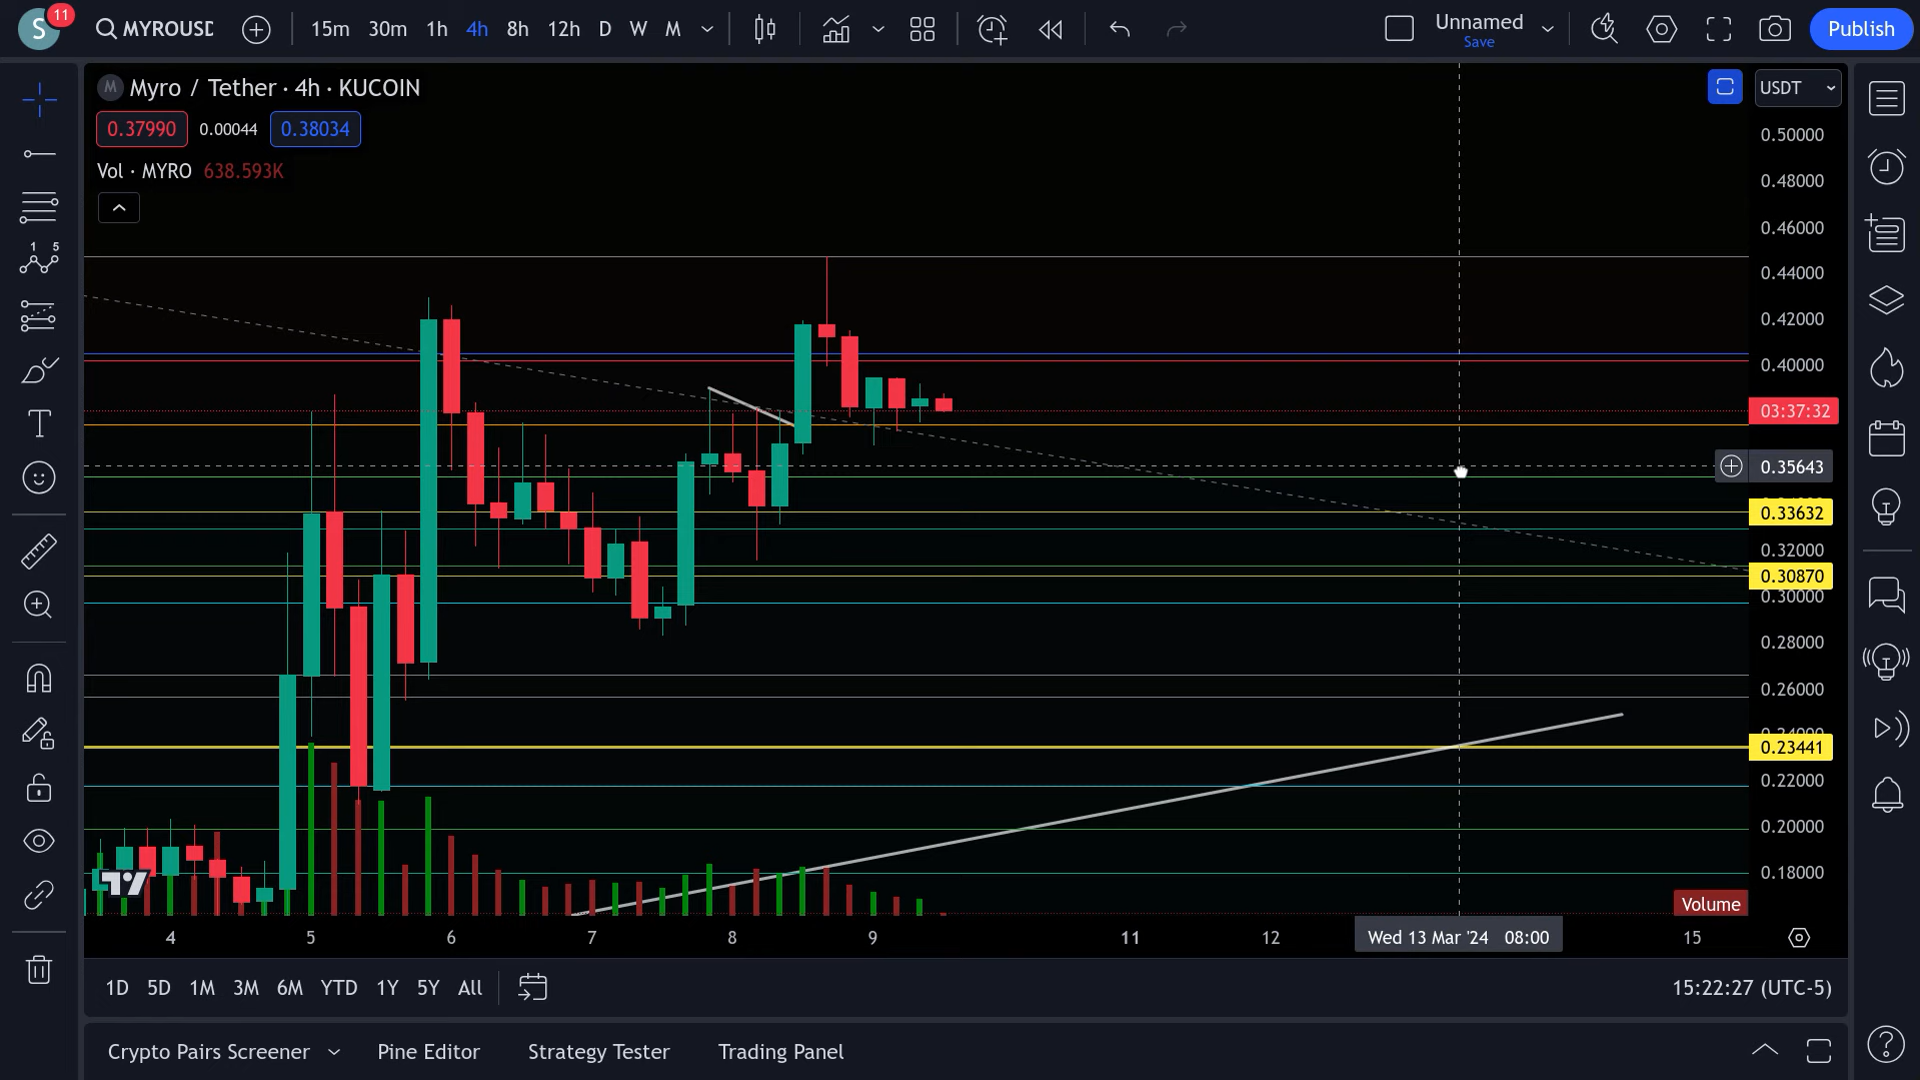 S 11 MYROUSD 15m 30m 1h 4h 8h 12h D W M Unnamed Save Publish
M Myro / Tether · 4h · KUCOIN USDT
0.37990 0.00044 0.38034
Vol · MYRO 638.593K
0.50000
0.48000
0.46000
0.44000
0.42000
0.40000
03:37:32
0.35643
0.33632
0.32000
0.30870
0.30000
0.28000
0.26000
0.23441
0.22000
0.20000
0.18000
Volume
4 5 6 7 8 9 11 12 Wed 13 Mar '24 08:00 15
1D 5D 1M 3M 6M YTD 1Y 5Y All 15:22:27 (UTC-5)
Crypto Pairs Screener Pine Editor Strategy Tester Trading Panel
1 5